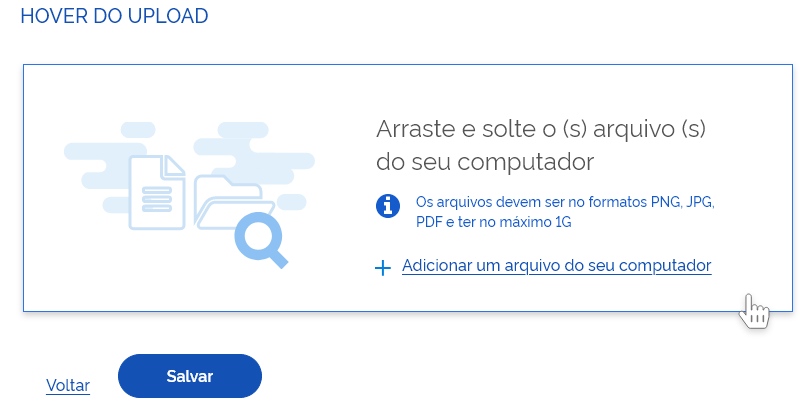 HOVER DO UPLOAD
Arraste e solte o (s) arquivo (s)
do seu computador
Os arquivos devem ser no formatos PNG, JPG,
PDF e ter no máximo 1G
Adicionar um arquivo do seu computador
Voltar
Salvar